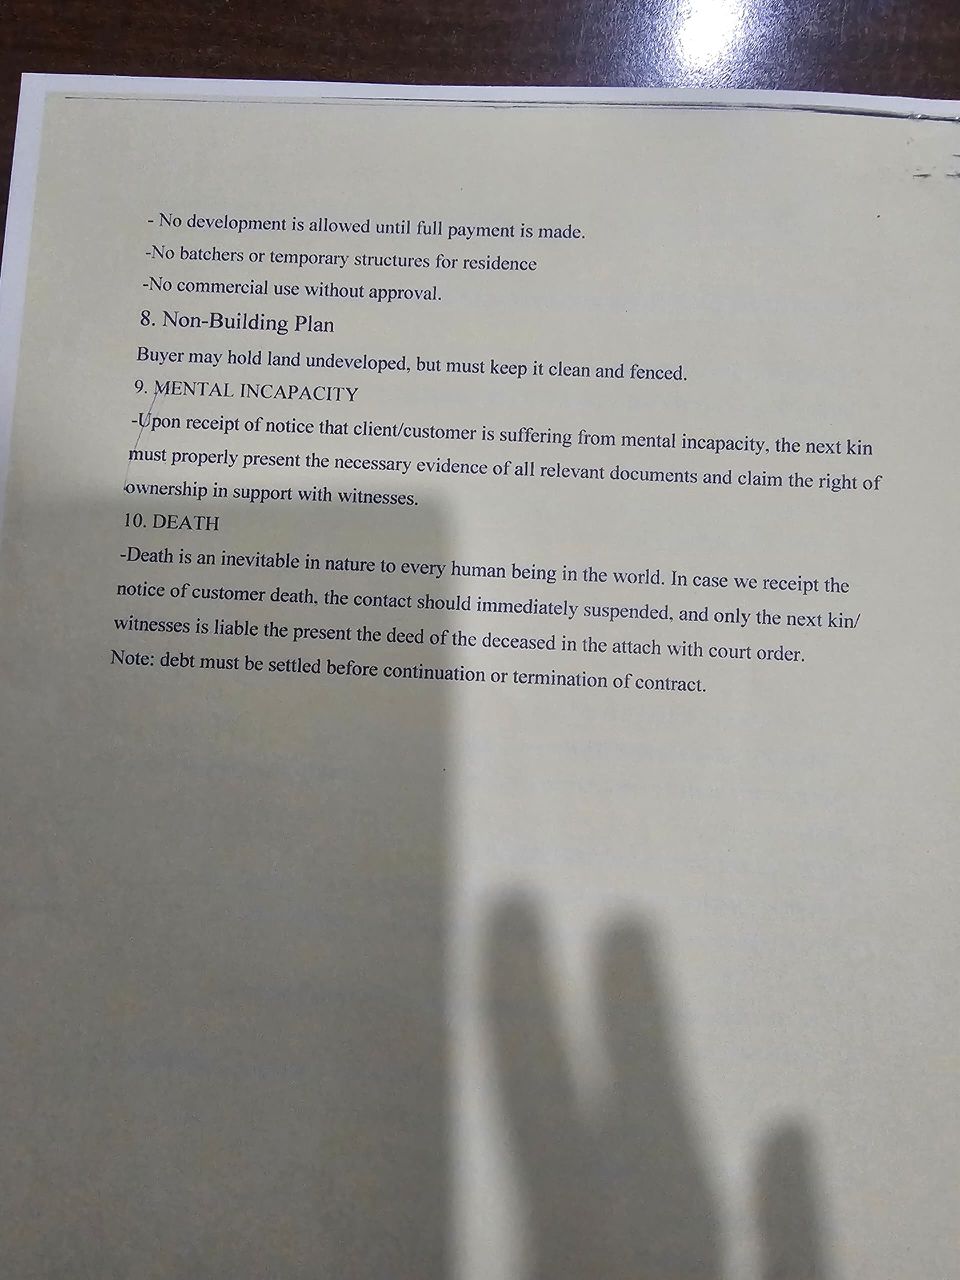 - No development is allowed until full payment is made.
-No batchers or temporary structures for residence
-No commercial use without approval.
8. Non-Building Plan
Buyer may hold land undeveloped, but must keep it clean and fenced.
9. MENTAL INCAPACITY
-Upon receipt of notice that client/customer is suffering from mental incapacity, the next kin
must properly present the necessary evidence of all relevant documents and claim the right of
ownership in support with witnesses.
10. DEATH
-Death is an inevitable in nature to every human being in the world. In case we receipt the
notice of customer death, the contact should immediately suspended, and only the next kin/
witnesses is liable the present the deed of the deceased in the attach with court order.
Note: debt must be settled before continuation or termination of contract.